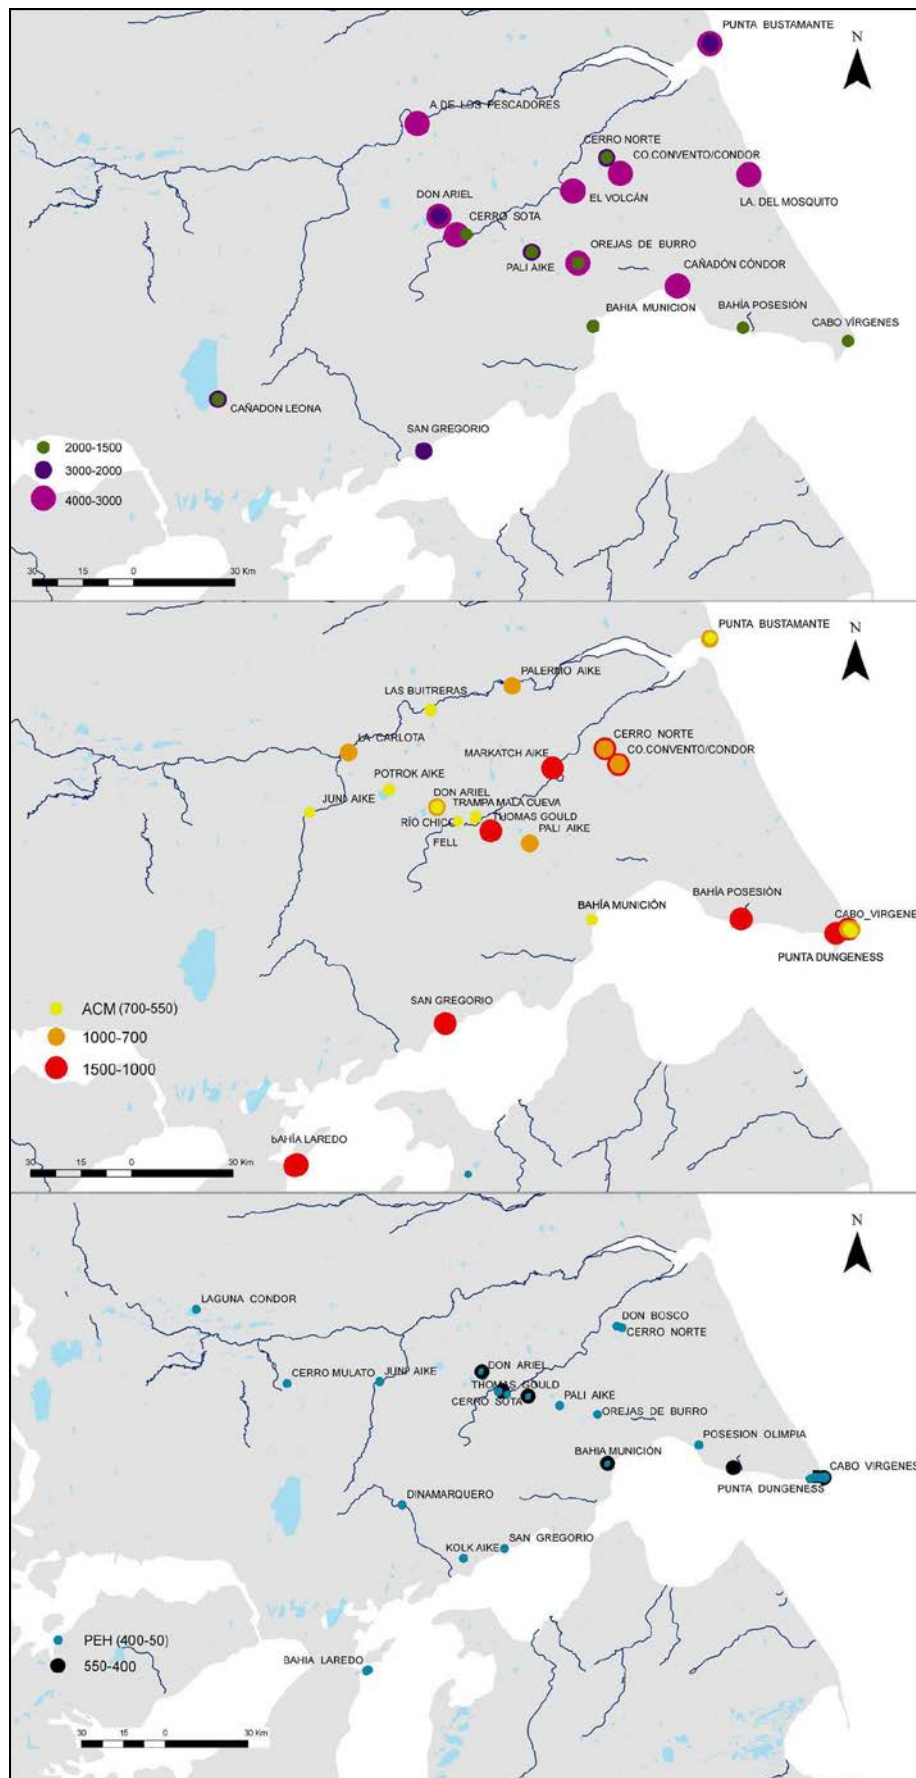 PUNTA BUSTAMANTE
N
A DE LOS PESCADORES
CERRO NORTE
CO.CONVENTO/CONDOR
DON ARIEL
EL VOLCÁN
LA. DEL MOSQUITO
CERRO SOTA
OREJAS DE BURRO
PALI AIKE
CAÑADÓN CÓNDOR
BAHIA MUNICION
BAHÍA POSESIÓN
CABO VÍRGENES
CAÑADON LEONA
SAN GREGORIO
2000-1500
3000-2000
4000-3000
30 15 0 30 Km
PUNTA BUSTAMANTE
N
PALERMO AIKE
LAS BUITRERAS
CERRO NORTE
LA CARLOTA
CO.CONVENTO/CONDOR
MARKATCH AIKE
POTROK AIKE
DON ARIEL
JUNI AIKE
TRAMPA MALA CUEVA
RÍO CHICO
THOMAS GOULD
PALI AIKE
FELL
BAHÍA POSESIÓN
BAHÍA MUNICIÓN
CABO_VIRGENE
PUNTA DUNGENESS
SAN GREGORIO
ACM (700-550)
1000-700
1500-1000
bAHÍA LAREDO
30 15 0 30 Km
N
LAGUNA CONDOR
DON BOSCO
CERRO NORTE
DON ARIEL
CERRO MULATO
JUNI AIKE
THOMAS GOULD
CERRO SOTA
PALI AIKE
OREJAS DE BURRO
POSESION OLIMPIA
BAHIA MUNICIÓN
CABO VIRGENES
PUNTA DUNGENESS
DINAMARQUERO
SAN GREGORIO
KOLK AIKE
PEH (400-50)
550-400
BAHIA LAREDO
30 15 0 30 Km